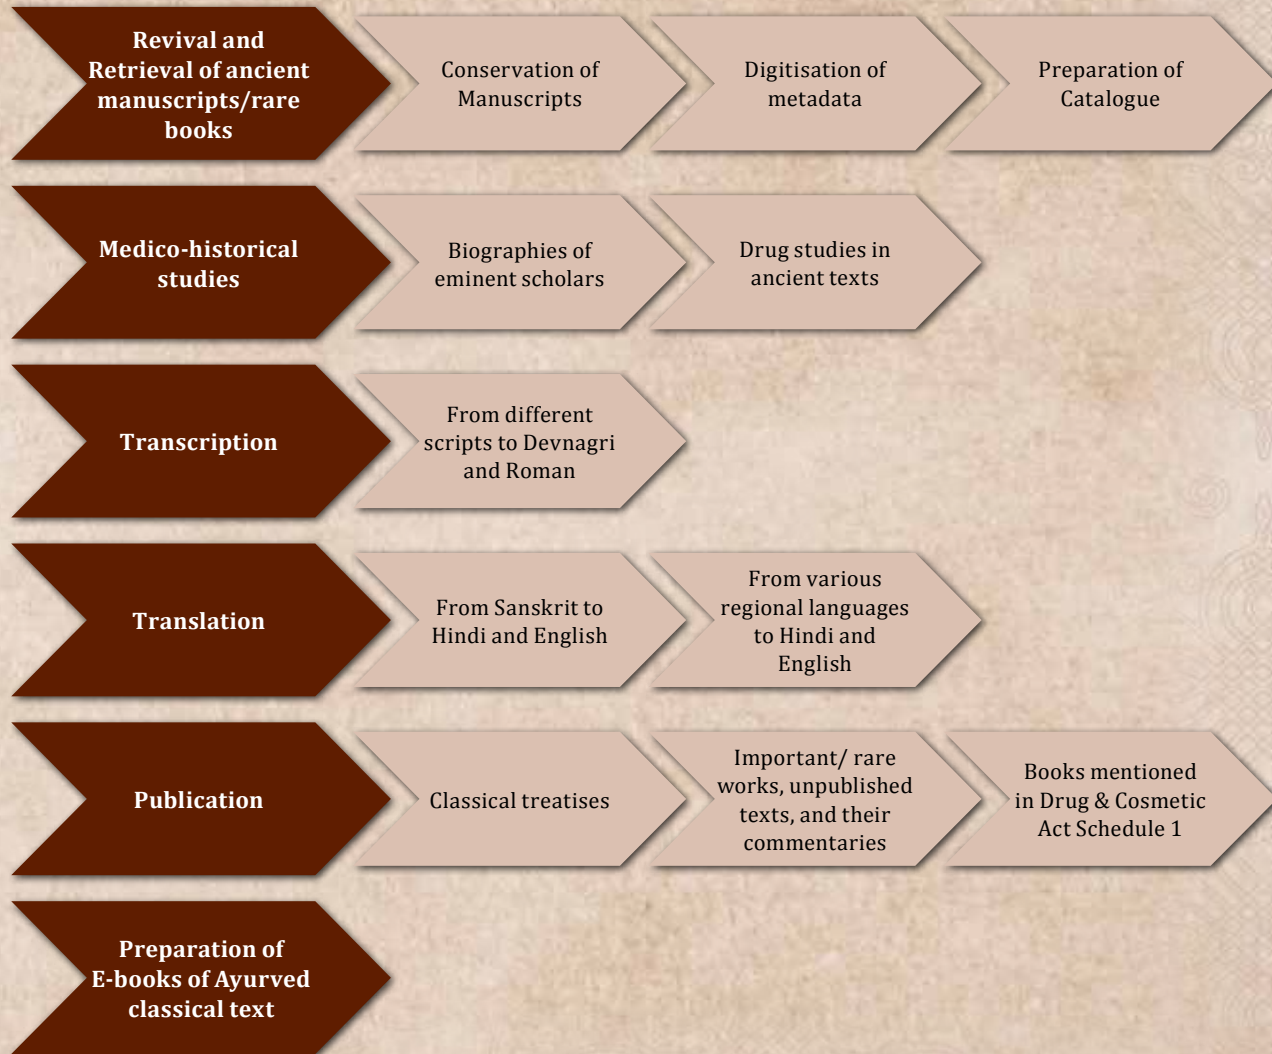 Revival and
Retrieval of ancient
manuscripts/rare
books
Conservation of
Manuscripts
Digitisation of
metadata
Preparation of
Catalogue
Medico-historical
studies
Biographies of
eminent scholars
Drug studies in
ancient texts
Transcription
From different
scripts to Devnagri
and Roman
Translation
From Sanskrit to
Hindi and English
From various
regional languages
to Hindi and
English
Publication
Classical treatises
Important/ rare
works, unpublished
texts, and their
commentaries
Books mentioned
in Drug & Cosmetic
Act Schedule 1
Preparation of
E-books of Ayurved
classical text